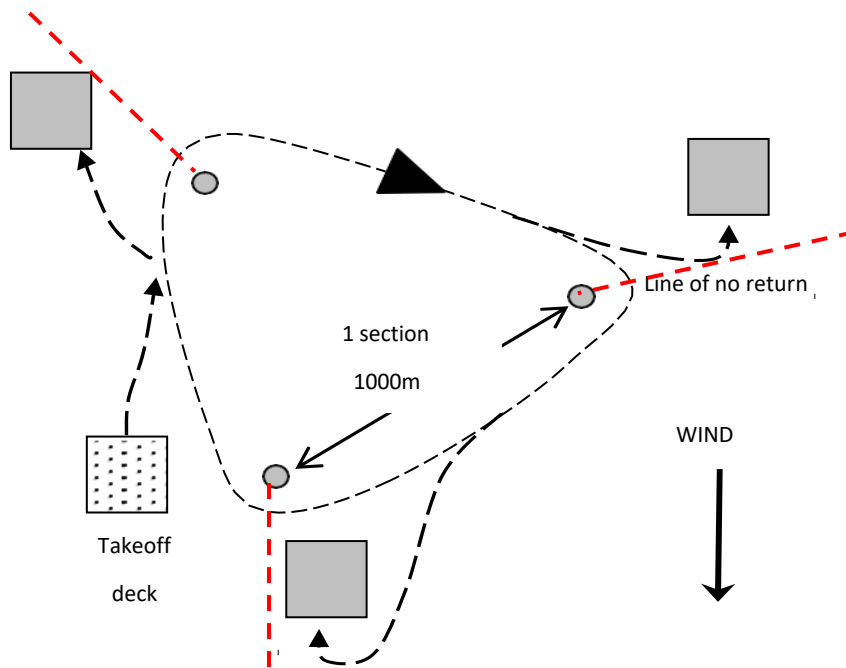 Line of no return
1 section
1000m
WIND
Takeoff
deck